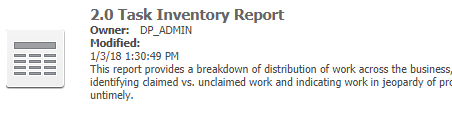 2.0 Task Inventory Report
Owner: DP_ADMIN
Modified:
1/3/18 1:30:49 PM
This report provides a breakdown of distribution of work across the business,
identifying claimed vs. unclaimed work and indicating work in jeopardy of pro
untimely.